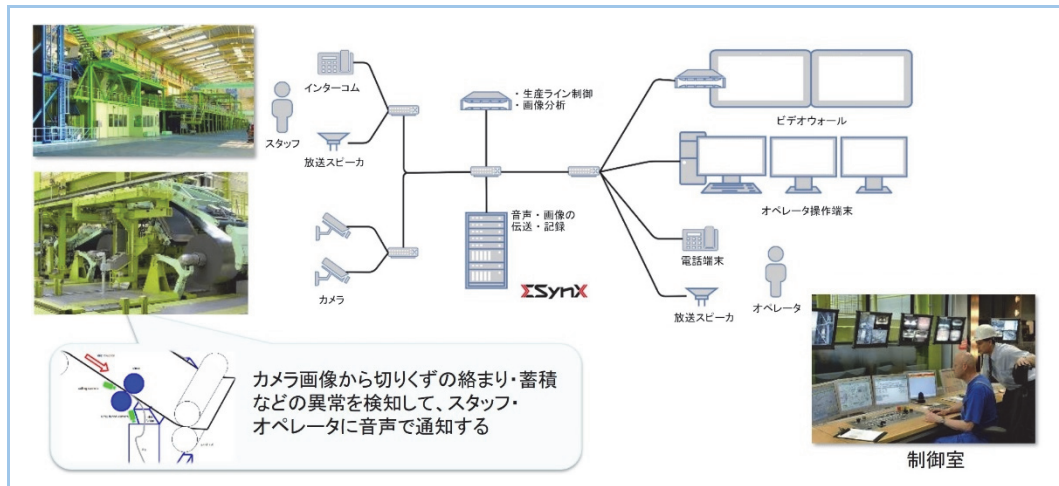 インターコム
スタッフ
放送スピーカ
カメラ
・生産ライン制御
・画像分析
音声・画像の
伝送・記録
ΣSynX
ビデオウォール
オペレータ操作端末
電話端末
放送スピーカ
オペレータ
カメラ画像から切りくずの絡まり・蓄積
などの異常を検知して、スタッフ・
オペレータに音声で通知する
制御室